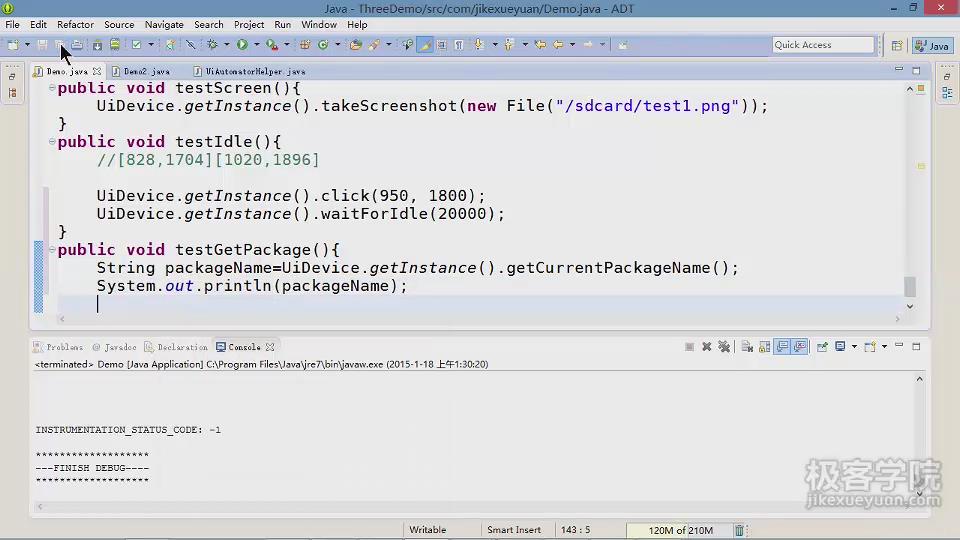 Java - ThreeDemo/src/com/jikexueyuan/Demo.java - ADT
File Edit Refactor Source Navigate Search Project Run Window Help
Quick Access
Java
Demo.java
Demo2.java
UiAutomatorHelper.java
public void testScreen(){
UiDevice.getInstance().takeScreenshot(new File("/sdcard/test1.png"));
}
public void testIdle(){
//[828,1704][1020,1896]
UiDevice.getInstance().click(950, 1800);
UiDevice.getInstance().waitForIdle(20000);
}
public void testGetPackage(){
String packageName=UiDevice.getInstance().getCurrentPackageName();
System.out.println(packageName);
Problems Javadoc Declaration Console
<terminated> Demo [Java Application] C:\Program Files\Java\jre7\bin\javaw.exe (2015-1-18 上午1:30:20)
INSTRUMENTATION_STATUS_CODE: -1
*******************
---FINISH DEBUG----
*******************
极客学院
jikexueyuan.com
Writable
Smart Insert
143 : 5
120M of 210M